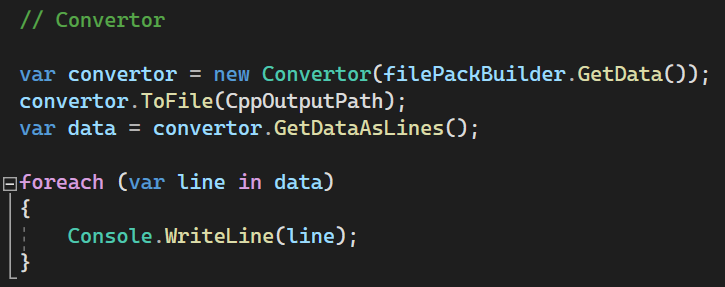 // Convertor
var convertor = new Convertor(filePackBuilder.GetData());
convertor.ToFile(CppOutputPath);
var data = convertor.GetDataAsLines();
foreach (var line in data)
{
    Console.WriteLine(line);
}